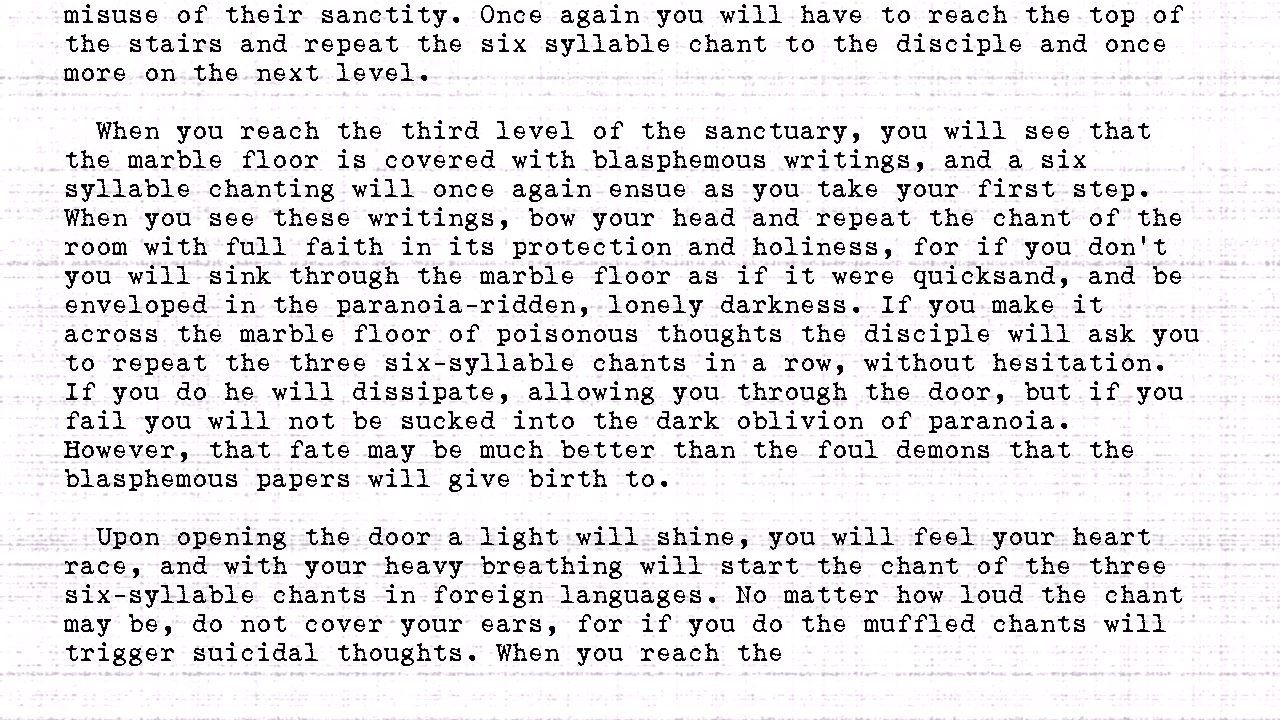 misuse of their sanctity. Once again you will have to reach the top of
the stairs and repeat the six syllable chant to the disciple and once
more on the next level.
When you reach the third level of the sanctuary, you will see that
the marble floor is covered with blasphemous writings, and a six
syllable chanting will once again ensue as you take your first step.
When you see these writings, bow your head and repeat the chant of the
room with full faith in its protection and holiness, for if you don't
you will sink through the marble floor as if it were quicksand, and be
enveloped in the paranoia-ridden, lonely darkness. If you make it
across the marble floor of poisonous thoughts the disciple will ask you
to repeat the three six-syllable chants in a row, without hesitation.
If you do he will dissipate, allowing you through the door, but if you
fail you will not be sucked into the dark oblivion of paranoia.
However, that fate may be much better than the foul demons that the
blasphemous papers will give birth to.
Upon opening the door a light will shine, you will feel your heart
race, and with your heavy breathing will start the chant of the three
six-syllable chants in foreign languages. No matter how loud the chant
may be, do not cover your ears, for if you do the muffled chants will
trigger suicidal thoughts. When you reach the